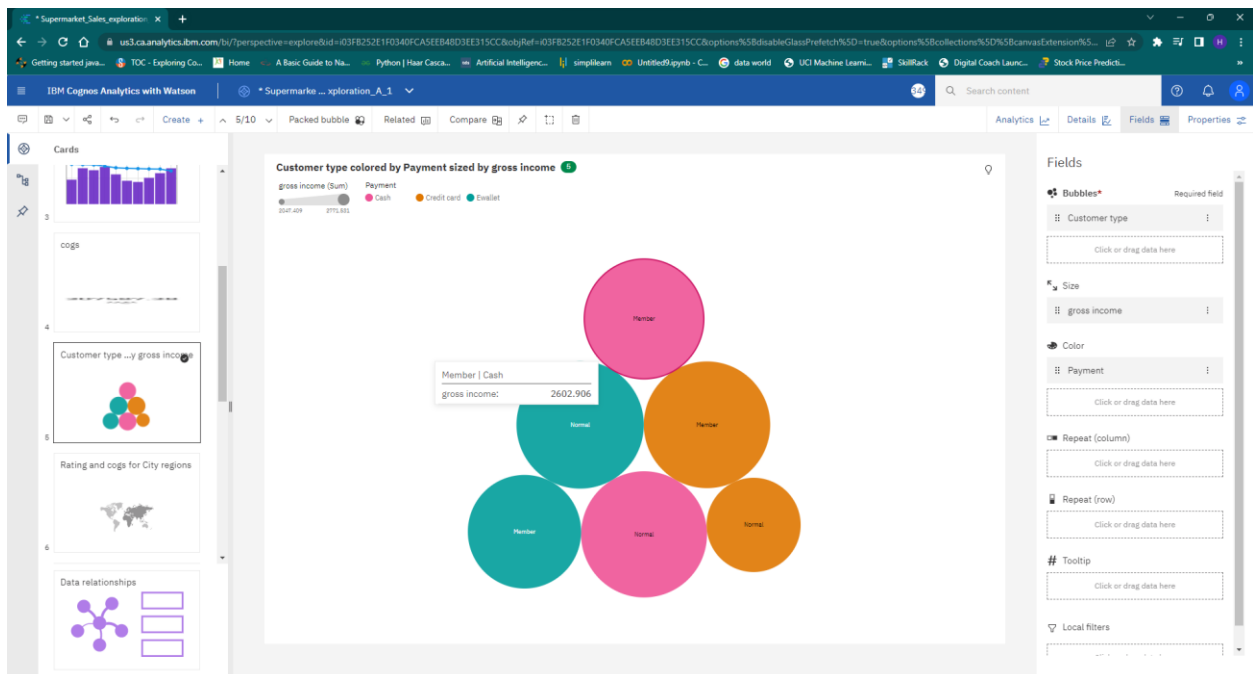 * Supermarket_Sales_exploration
us3.ca.analytics.ibm.com/bi/?perspective=explore&id=i03FB252E1F0340FCA5EEB48D3EE315CC&objRef=i03FB252E1F0340FCA5EEB48D3EE315CC&options%5BdisableGlassPrefetch%5D=true&options%5Bcollections%5D%5BcanvasExtension%5...
Getting started java... TOC - Exploring Co... Home A Basic Guide to Na... Python | Haar Casca... Artificial Intelligenc... simplilearn Untitled9.ipynb - C... data world UCI Machine Learni... SkillRack Digital Coach Launc... Stock Price Predicti...
IBM Cognos Analytics with Watson * Supermarke ... xploration_A_1 Search content
Create + 5/10 Packed bubble Related Compare Analytics Details Fields Properties
Cards
3
cogs
4
Customer type ...y gross income
5
Rating and cogs for City regions
6
Data relationships
Customer type colored by Payment sized by gross income 5
gross income (Sum) Payment
Cash Credit card Ewallet
2047.409 2771.551
Member
Member | Cash
gross income: 2602.906
Normal
Member
Member
Normal
Normal
Fields
Bubbles* Required field
Customer type
Click or drag data here
Size
gross income
Color
Payment
Click or drag data here
Repeat (column)
Click or drag data here
Repeat (row)
Click or drag data here
# Tooltip
Click or drag data here
Local filters